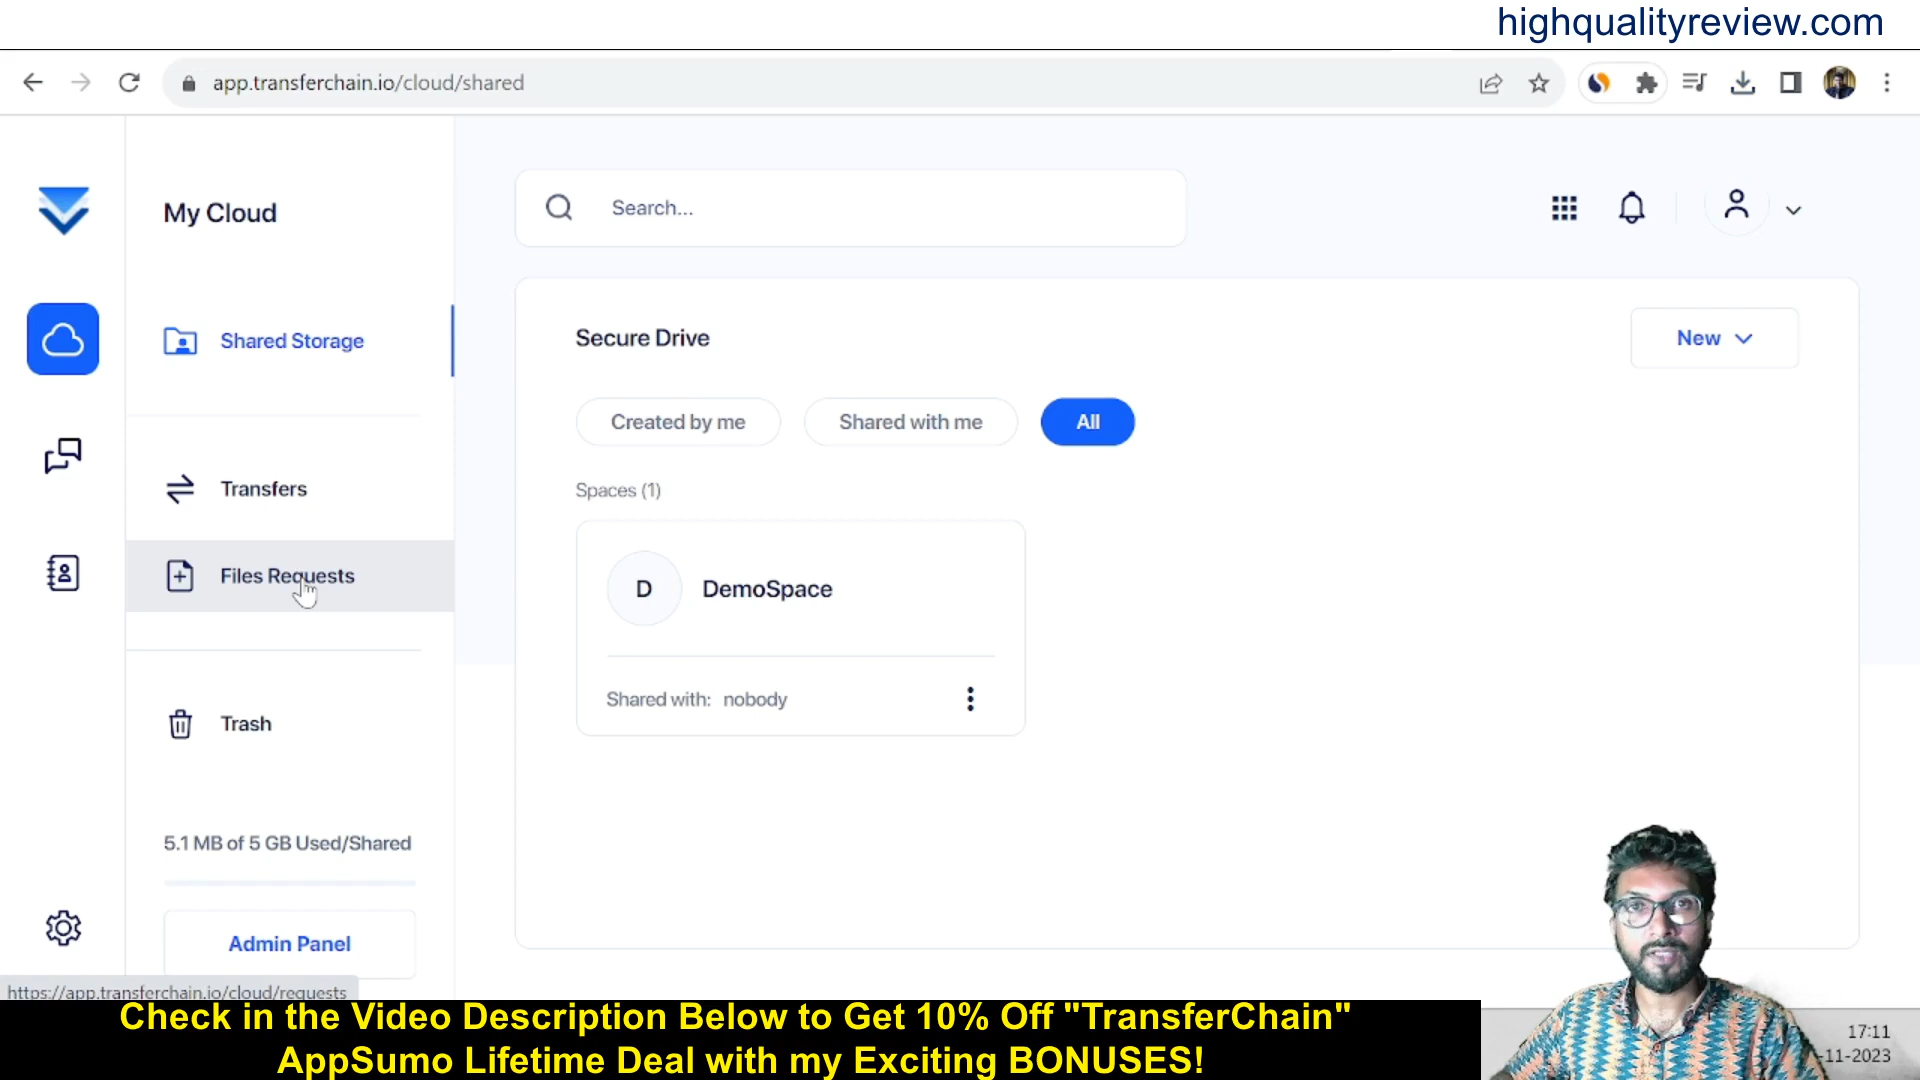 highqualityreview.com
app.transferchain.io/cloud/shared
My Cloud
Search...
Shared Storage
Secure Drive
New
Created by me
Shared with me
All
Transfers
Spaces (1)
Files Requests
D
DemoSpace
Shared with: nobody
Trash
5.1 MB of 5 GB Used/Shared
Admin Panel
https://app.transferchain.io/cloud/requests
Check in the Video Description Below to Get 10% Off "TransferChain"
AppSumo Lifetime Deal with my Exciting BONUSES!
17:11
-11-2023